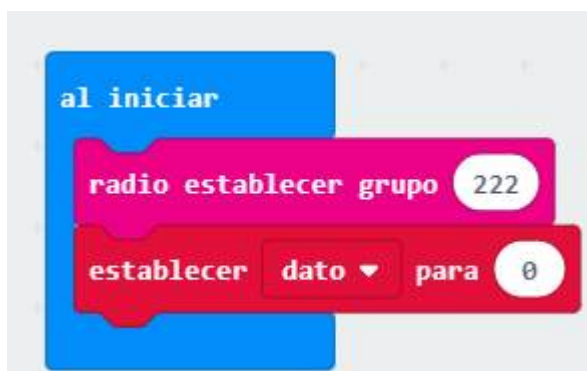 al iniciar
radio establecer grupo 222
establecer dato para 0